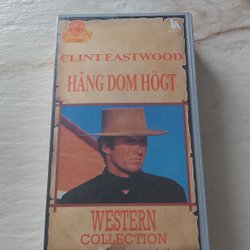 CLINT EASTWOOD
HÄNG DOM HÖGT
WESTERN
COLLECTION